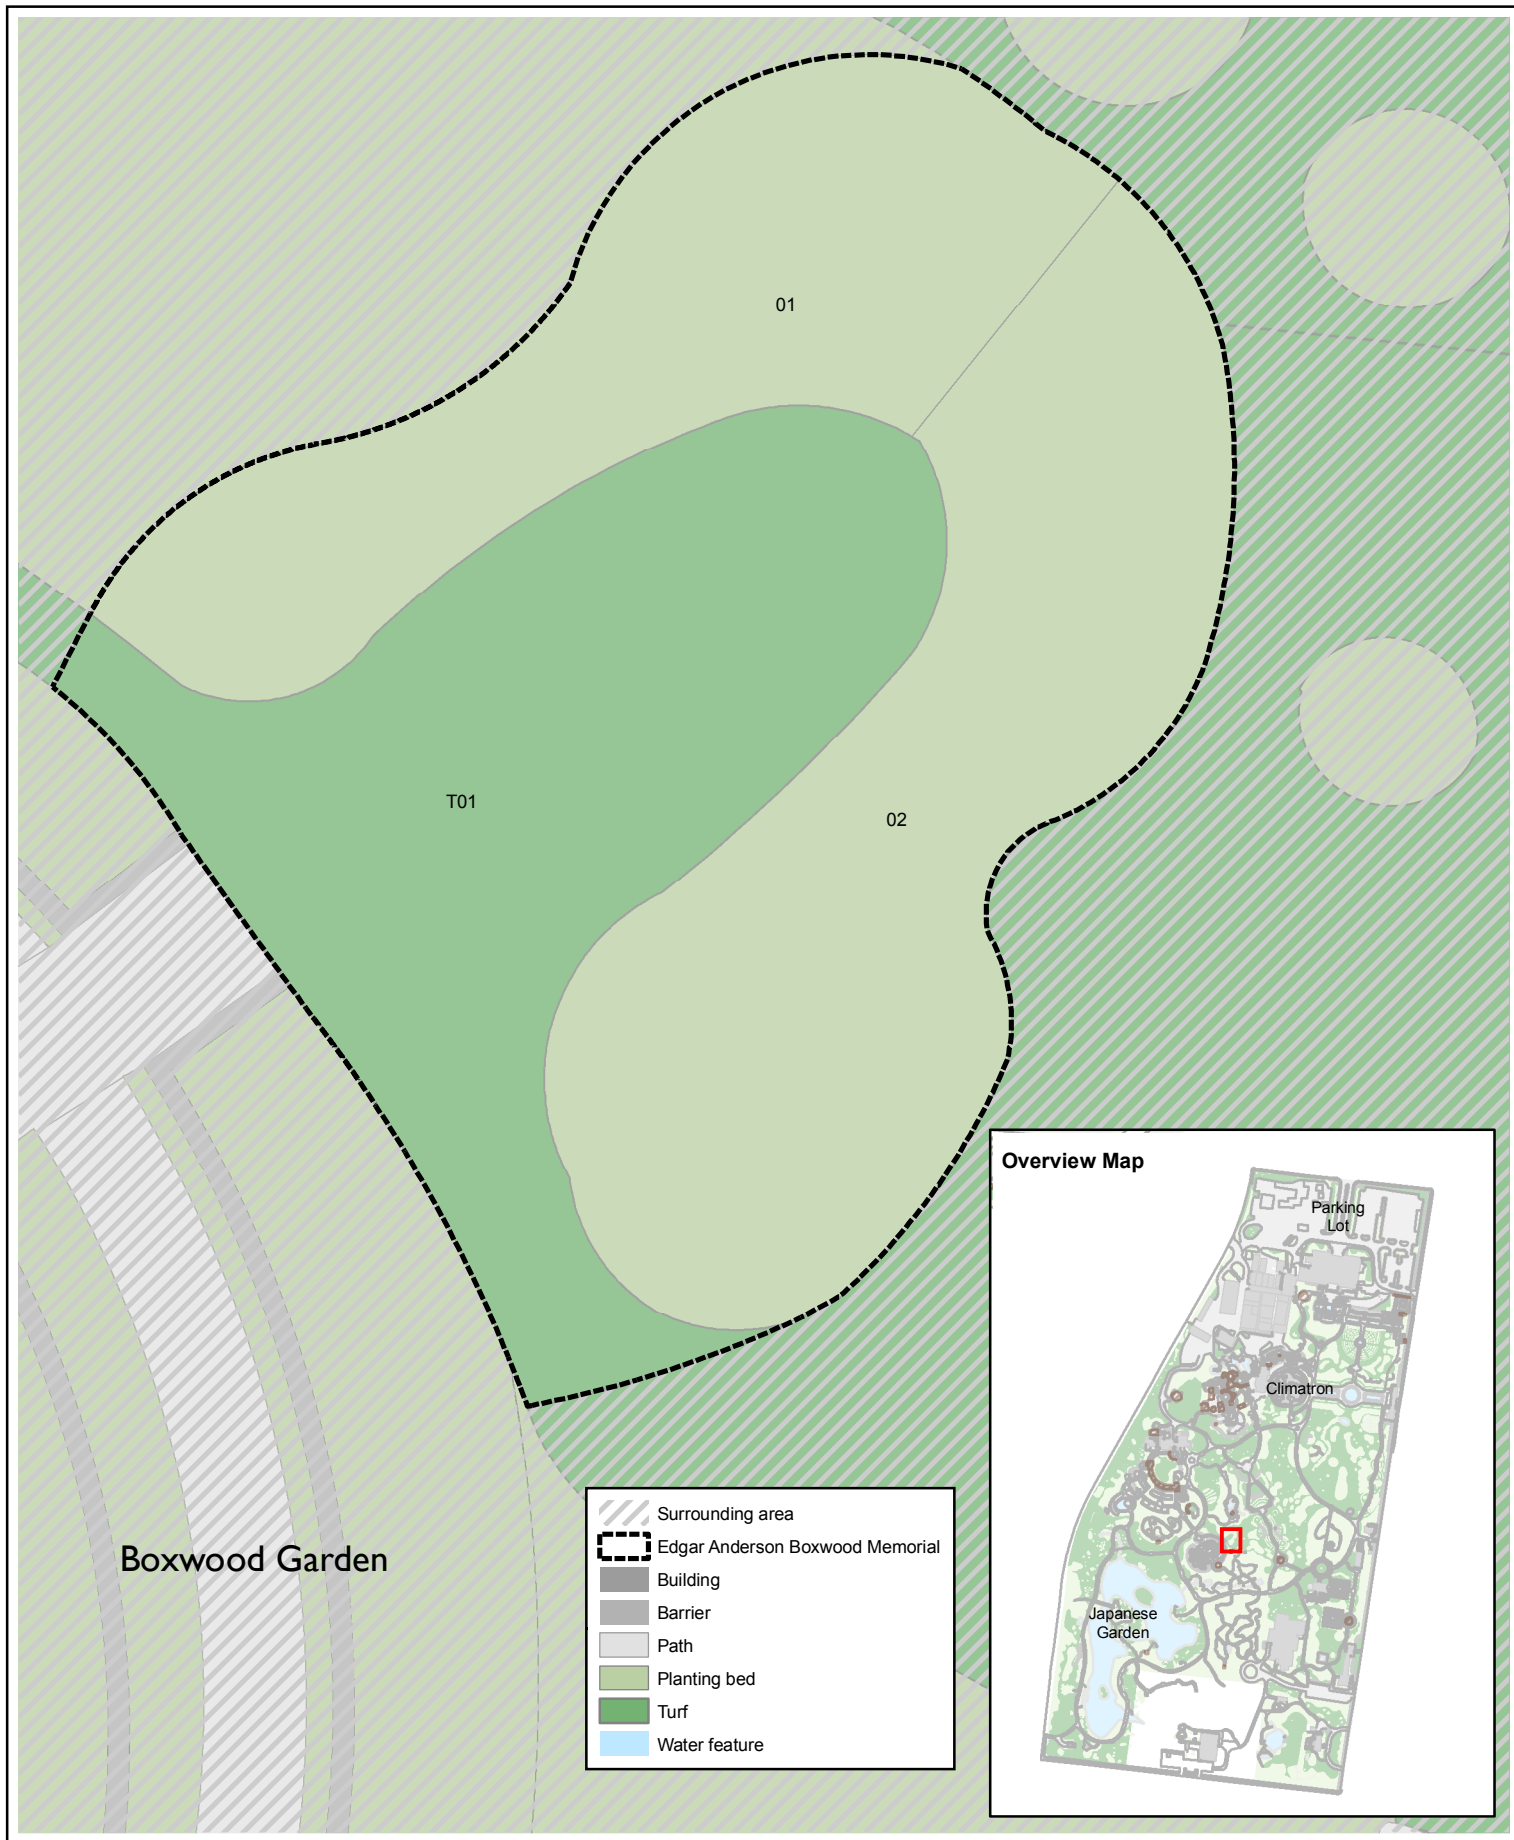 01
T01
02
Boxwood Garden
Surrounding area
Edgar Anderson Boxwood Memorial
Building
Barrier
Path
Planting bed
Turf
Water feature
Overview Map
Parking
Lot
Climatron
Japanese
Garden